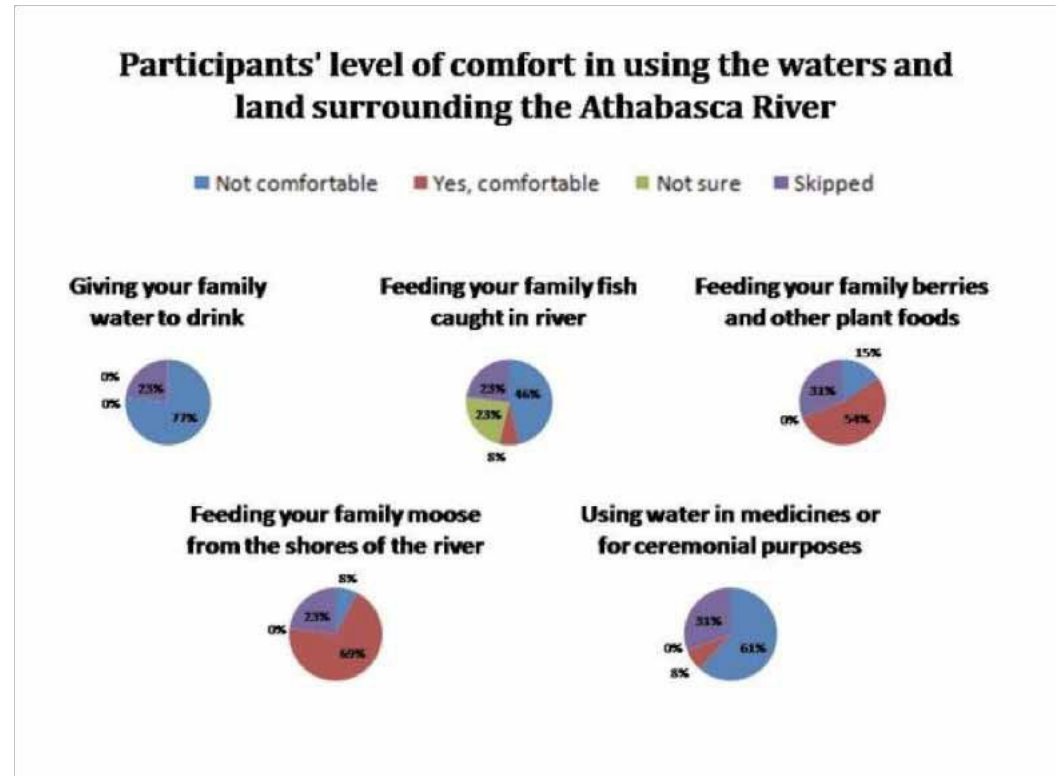 Participants' level of comfort in using the waters and
land surrounding the Athabasca River
Not comfortable Yes, comfortable Not sure Skipped
Giving your family
water to drink
0%
0%
23%
77%
Feeding your family fish
caught in river
23%
46%
23%
8%
Feeding your family berries
and other plant foods
15%
31%
0%
54%
Feeding your family moose
from the shores of the river
8%
23%
0%
69%
Using water in medicines or
for ceremonial purposes
31%
0%
61%
8%